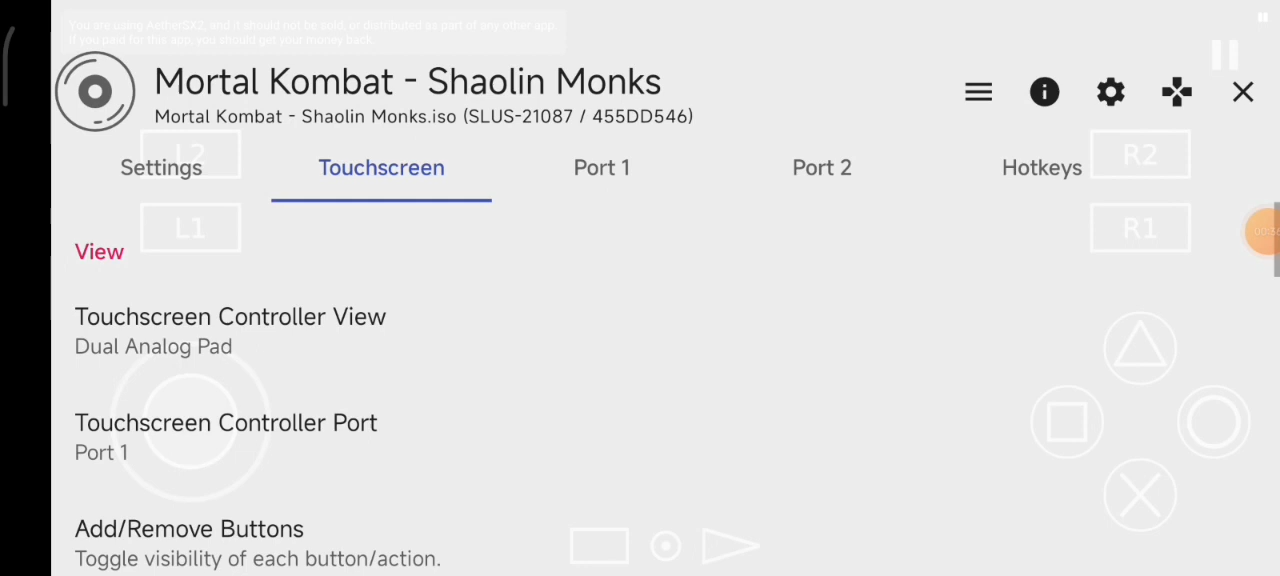 You are using AetherSX2, and it should not be sold, or distributed as part of any other app.
If you paid for this app, you should get your money back.
Mortal Kombat - Shaolin Monks
Mortal Kombat - Shaolin Monks.iso (SLUS-21087 / 455DD546)
L2
R2
Settings
Touchscreen
Port 1
Port 2
Hotkeys
L1
R1
View
00:36
Touchscreen Controller View
Dual Analog Pad
Touchscreen Controller Port
Port 1
Add/Remove Buttons
Toggle visibility of each button/action.